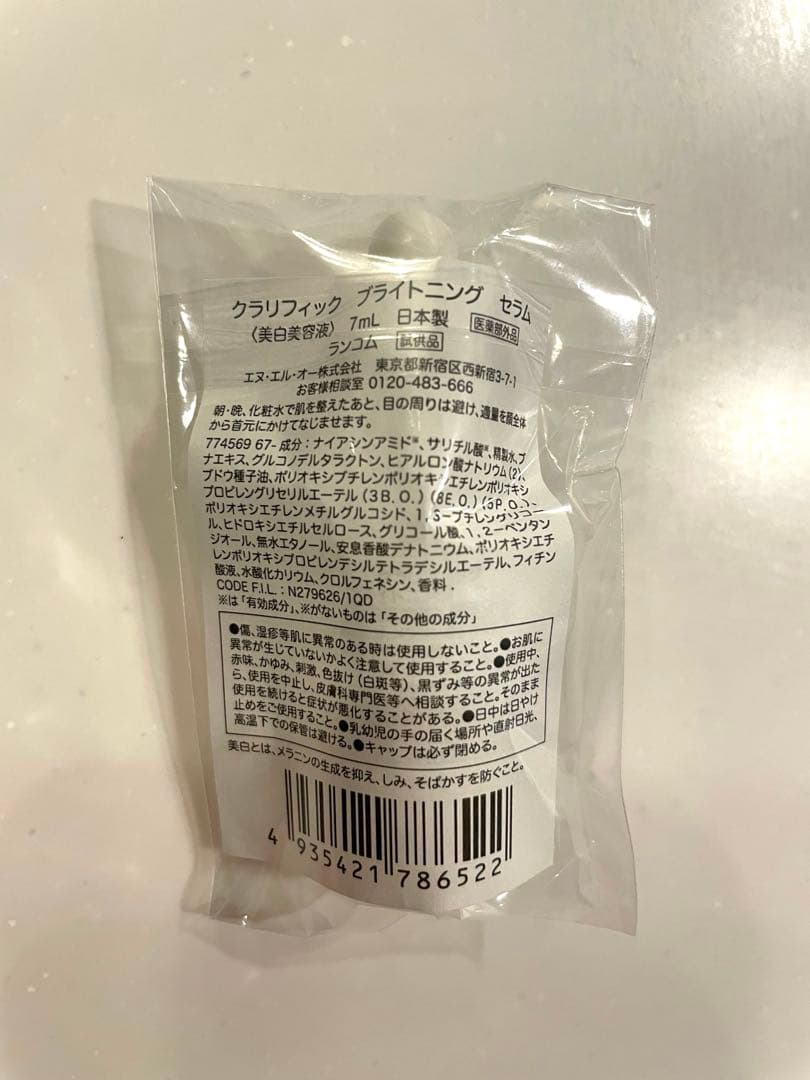 クラリフィック ブライトニング セラム
〈美白美容液〉 7mL 日本製 医薬部外品
ランコム 試供品
エヌ・エル・オー株式会社 東京都新宿区西新宿3-7-1
お客様相談室 0120-483-666
朝・晩、化粧水で肌を整えたあと、目の周りは避け、適量を顔全体
から首元にかけてなじませます。
774569 67- 成分：ナイアシンアミド※、サリチル酸※、精製水、ブ
ナエキス、グルコノデルタラクトン、ヒアルロン酸ナトリウム(2)、
ブドウ種子油、ポリオキシブチレンポリオキシエチレンポリオキシ
プロピレングリセリルエーテル(3B.O.)(8E.O.)(5P.O.)、
ポリオキシエチレンメチルグルコシド、1,3-ブチレングリコー
ル、ヒドロキシエチルセルロース、グリコール酸、1,2-ペンタン
ジオール、無水エタノール、安息香酸デナトニウム、ポリオキシエチ
レンポリオキシプロピレンデシルテトラデシルエーテル、フィチン
酸液、水酸化カリウム、クロルフェネシン、香料.
CODE F.I.L.：N279626/1QD
※は「有効成分」、※がないものは「その他の成分」
●傷、湿疹等肌に異常のある時は使用しないこと。●お肌に
異常が生じていないかよく注意して使用すること。●使用中、
赤味、かゆみ、刺激、色抜け(白斑等)、黒ずみ等の異常が出た
ら、使用を中止し、皮膚科専門医等へ相談すること。そのまま
使用を続けると症状が悪化することがある。●日中は日やけ
止めをご使用すること。●乳幼児の手の届く場所や直射日光、
高温下での保管は避ける。●キャップは必ず閉める。
美白とは、メラニンの生成を抑え、しみ、そばかすを防ぐこと。
4 935421 786522